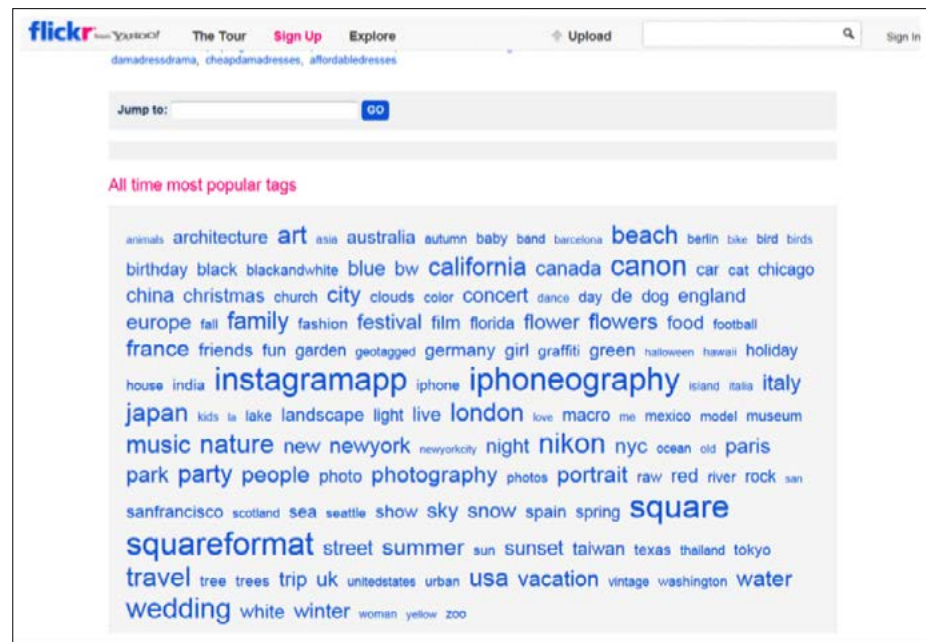 flickr from YAHOO! The Tour Sign Up Explore Upload Sign In
damadressdrama, cheapdamadresses, affordabledresses
Jump to: GO
All time most popular tags
animals architecture art asia australia autumn baby band barcelona beach berlin bike bird birds
birthday black blackandwhite blue bw california canada canon car cat chicago
china christmas church city clouds color concert dance day de dog england
europe fall family fashion festival film florida flower flowers food football
france friends fun garden geotagged germany girl graffiti green halloween hawaii holiday
house india instagramapp iphone iphoneography island italia italy
japan kids la lake landscape light live london love macro me mexico model museum
music nature new newyork newyorkcity night nikon nyc ocean old paris
park party people photo photography photos portrait raw red river rock san
sanfrancisco scotland sea seattle show sky snow spain spring square
squareformat street summer sun sunset taiwan texas thailand tokyo
travel tree trees trip uk unitedstates urban usa vacation vintage washington water
wedding white winter woman yellow zoo